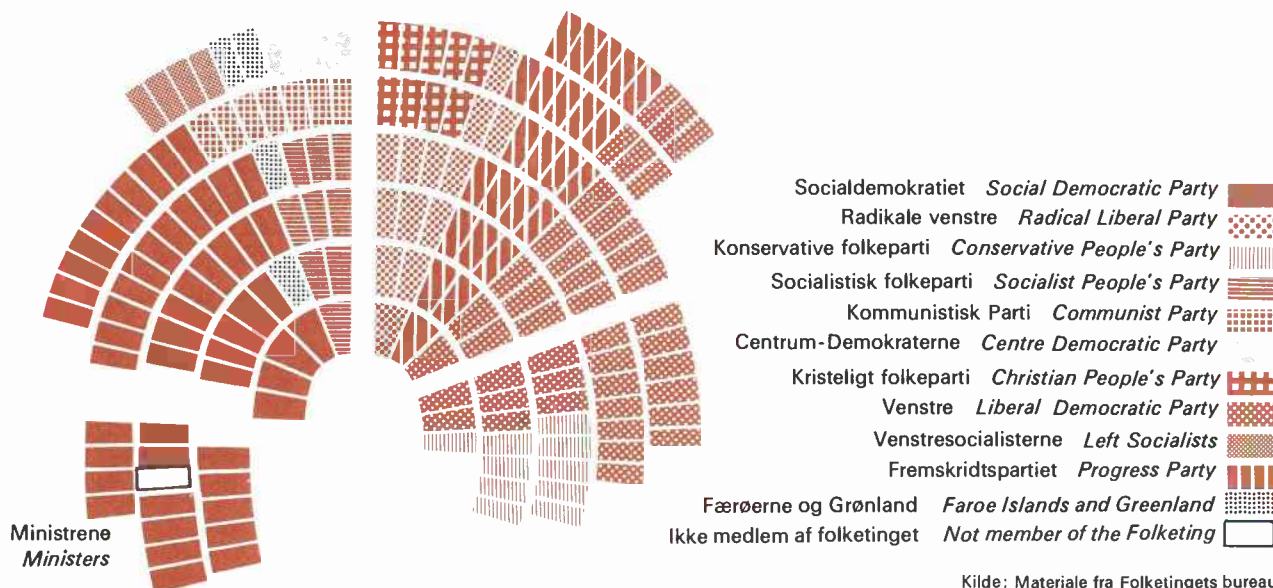 Socialdemokratiet Social Democratic Party
Radikale venstre Radical Liberal Party
Konservative folkeparti Conservative People's Party
Socialistisk folkeparti Socialist People's Party
Kommunistisk Parti Communist Party
Centrum-Demokraterne Centre Democratic Party
Kristeligt folkeparti Christian People's Party
Venstre Liberal Democratic Party
Venstresocialisterne Left Socialists
Fremskridtspartiet Progress Party
Færøerne og Grønland Faroe Islands and Greenland
Ikke medlem af folketinget Not member of the Folketing
Ministrene
Ministers
Kilde: Materiale fra Folketingets bureau